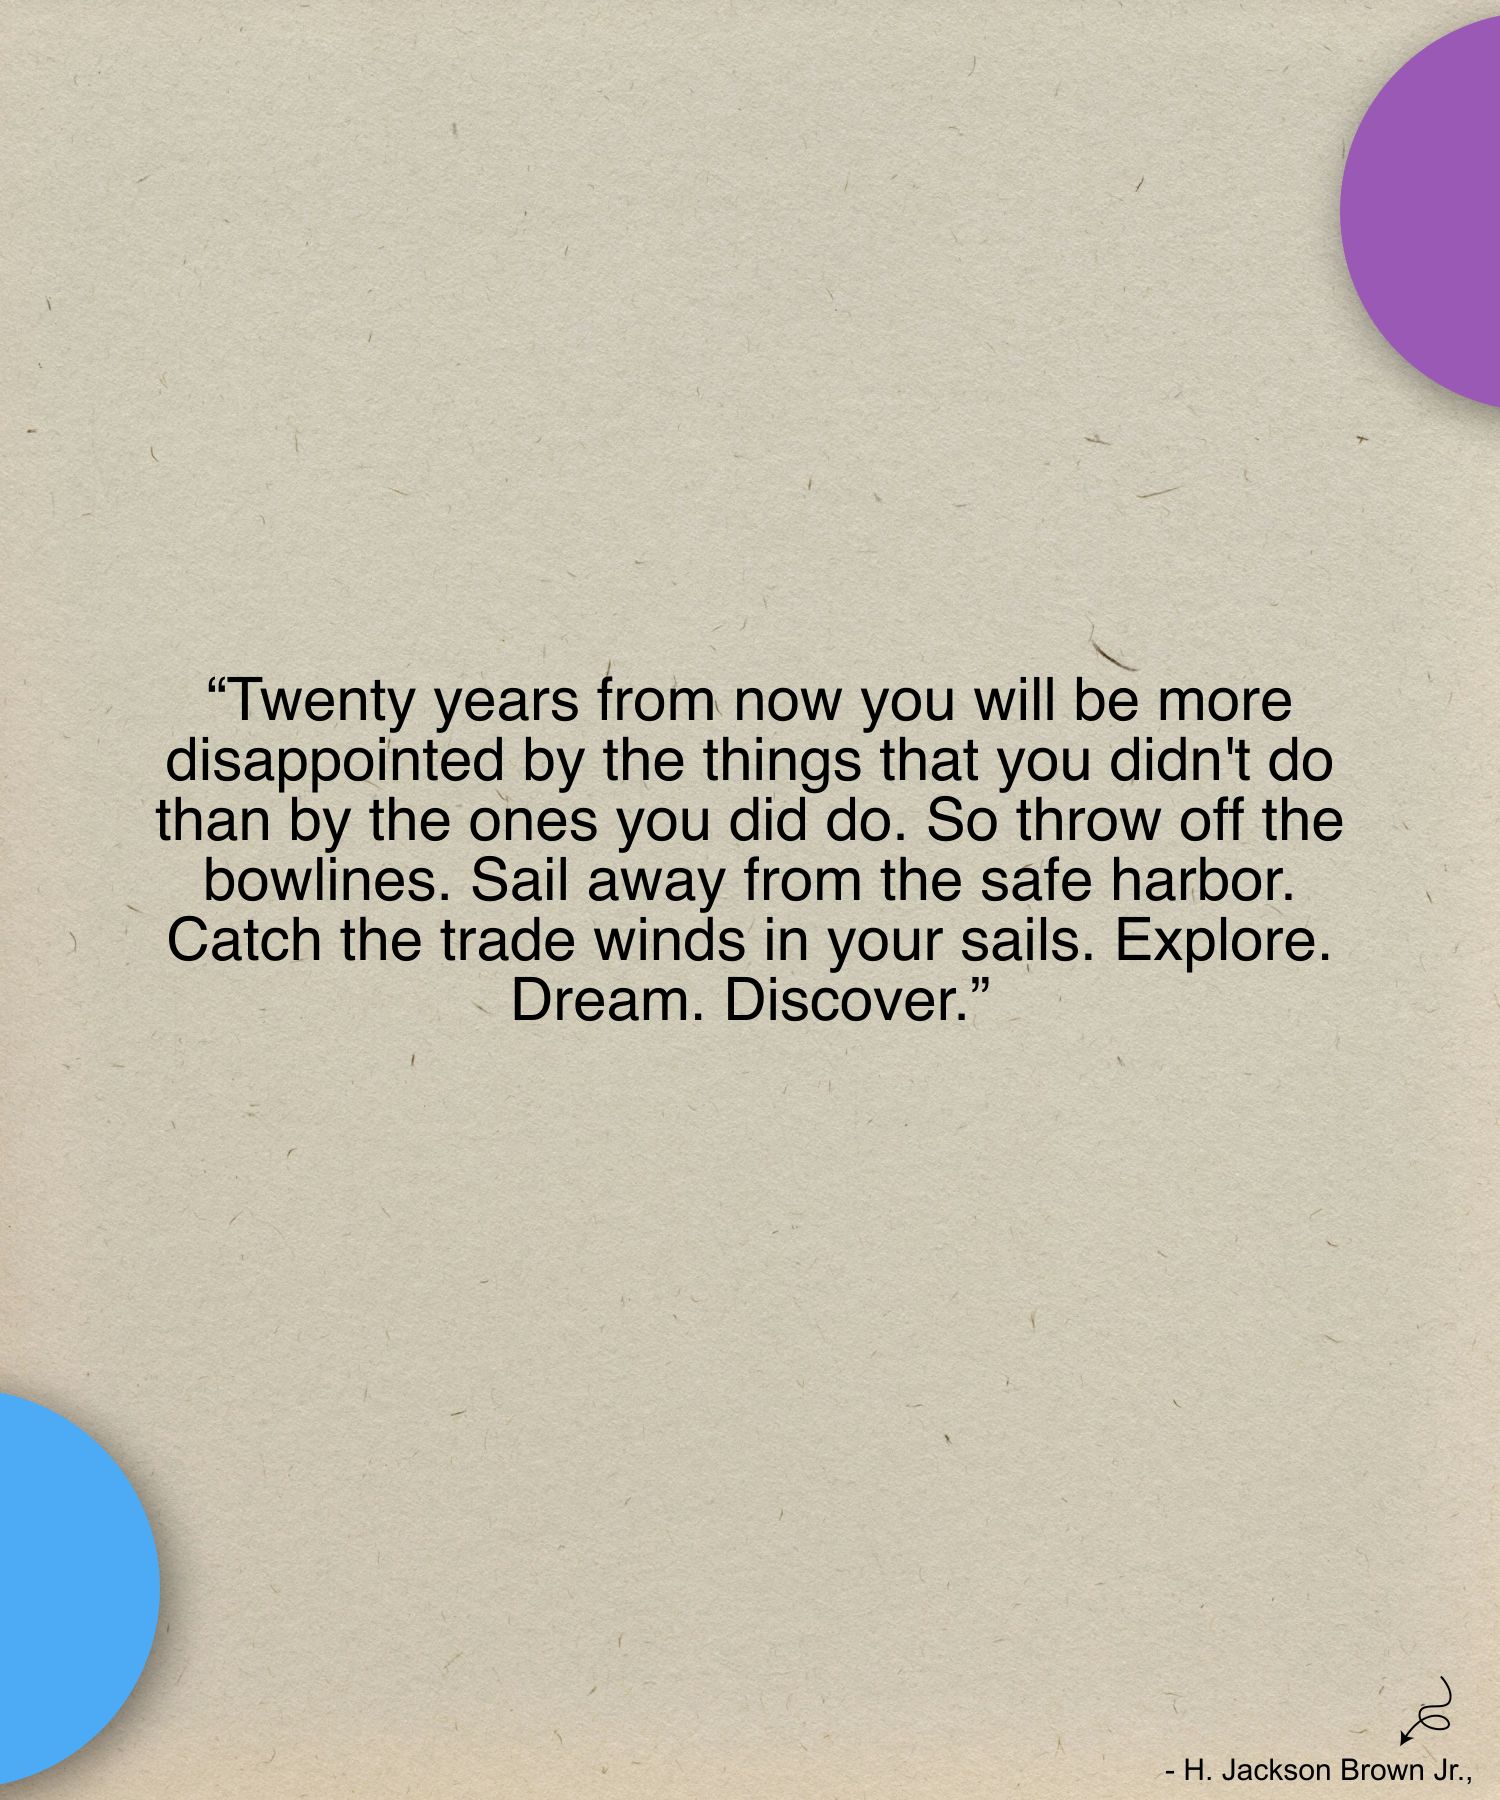 “Twenty years from now you will be more
disappointed by the things that you didn't do
than by the ones you did do. So throw off the
bowlines. Sail away from the safe harbor.
Catch the trade winds in your sails. Explore.
Dream. Discover.”
- H. Jackson Brown Jr.,